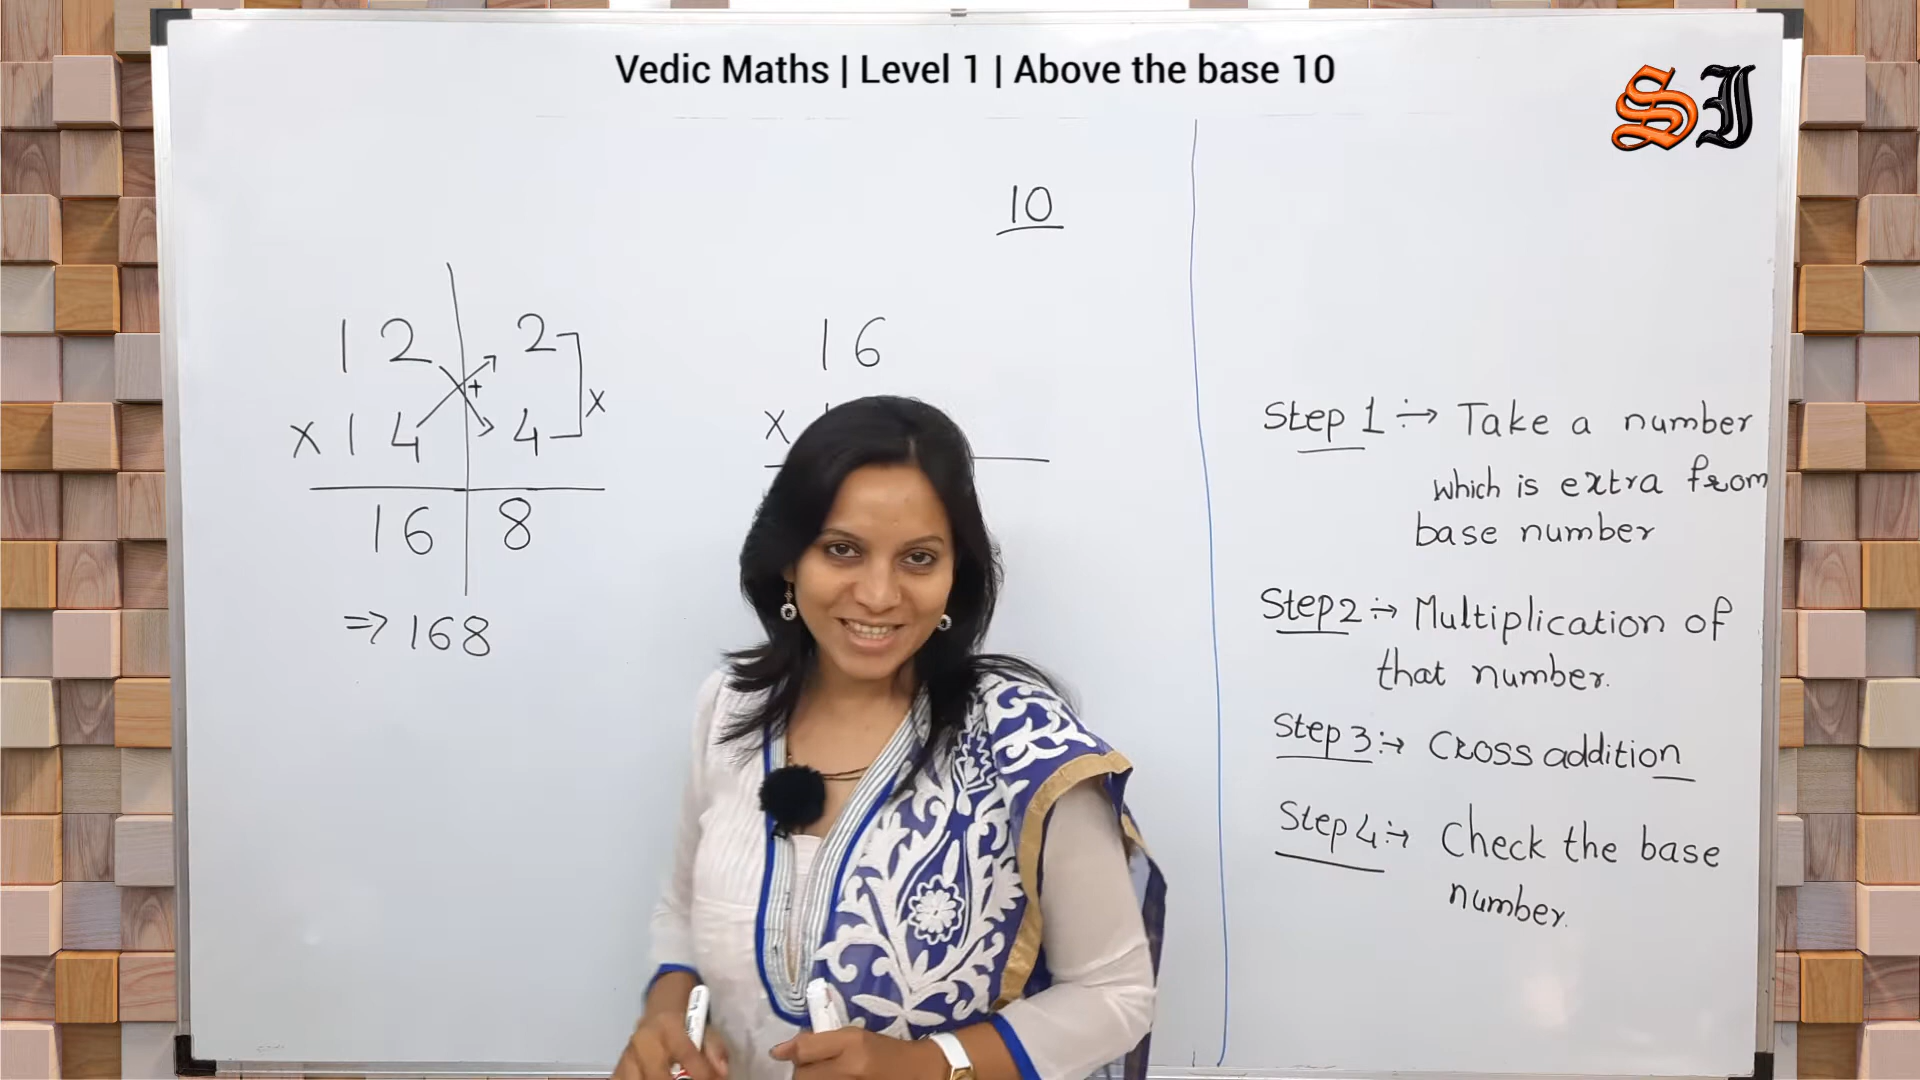 Vedic Maths | Level 1 | Above the base 10
SJ
10
12 2
+
x 14 4 x
16 8
⇒ 168
16
x
Step 1 ÷→ Take a number
which is extra from
base number
Step 2 ÷→ Multiplication of
that number.
Step 3 ÷→ Cross addition
Step 4 ÷→ Check the base
number.